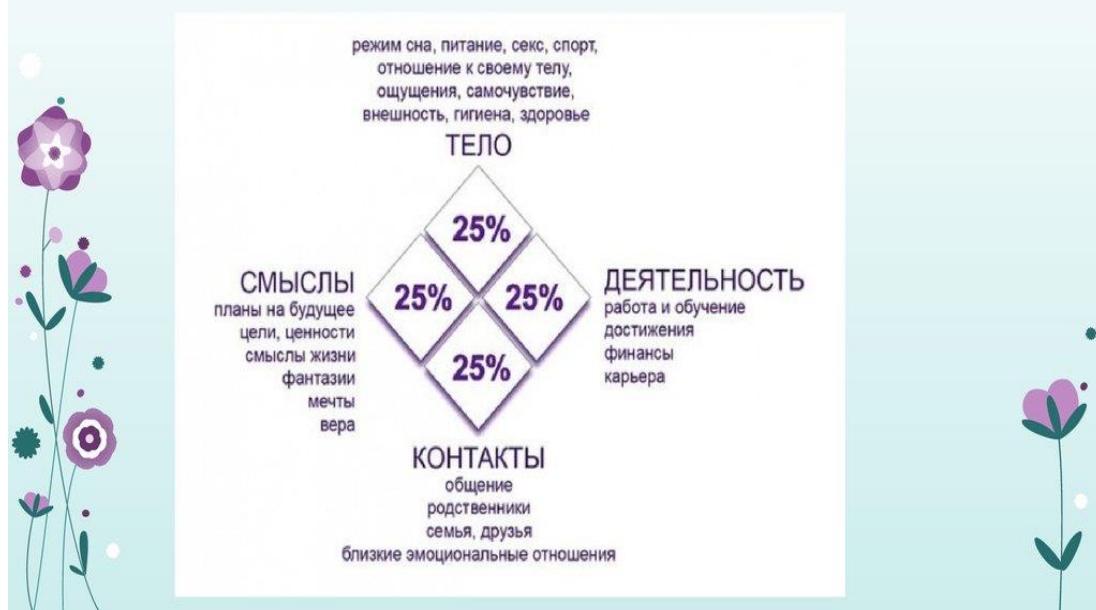 режим сна, питание, секс, спорт,
отношение к своему телу,
ощущения, самочувствие,
внешность, гигиена, здоровье
ТЕЛО
25%
СМЫСЛЫ
планы на будущее
цели, ценности
смыслы жизни
фантазии
мечты
вера
25%
25%
ДЕЯТЕЛЬНОСТЬ
работа и обучение
достижения
финансы
карьера
25%
КОНТАКТЫ
общение
родственники
семья, друзья
близкие эмоциональные отношения